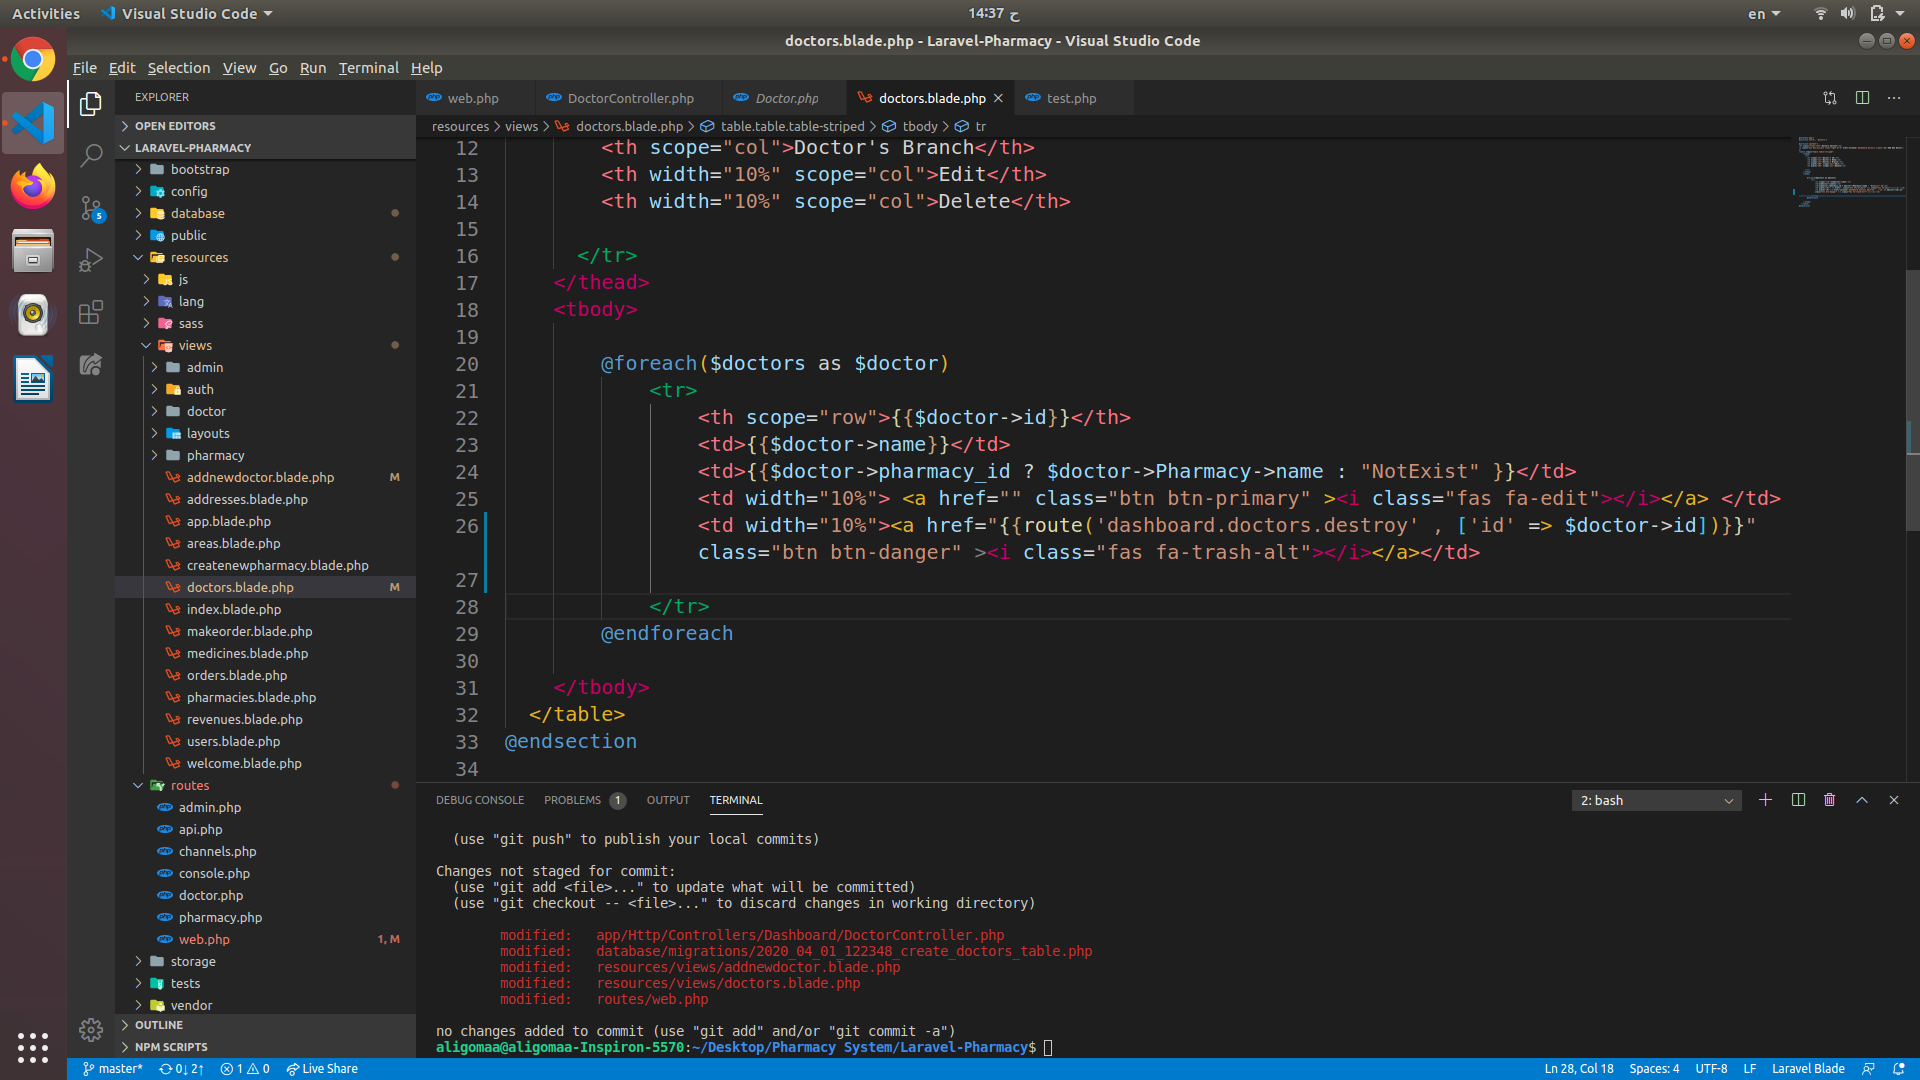 Activities
Visual Studio Code
14:37 ح
en
doctors.blade.php - Laravel-Pharmacy - Visual Studio Code
File Edit Selection View Go Run Terminal Help
EXPLORER
OPEN EDITORS
LARAVEL-PHARMACY
bootstrap
config
database
public
resources
js
lang
sass
views
admin
auth
doctor
layouts
pharmacy
addnewdoctor.blade.php M
addresses.blade.php
app.blade.php
areas.blade.php
createnewpharmacy.blade.php
doctors.blade.php M
index.blade.php
makeorder.blade.php
medicines.blade.php
orders.blade.php
pharmacies.blade.php
revenues.blade.php
users.blade.php
welcome.blade.php
routes
admin.php
api.php
channels.php
console.php
doctor.php
pharmacy.php
web.php 1, M
storage
tests
vendor
OUTLINE
NPM SCRIPTS
5
web.php
DoctorController.php
Doctor.php
doctors.blade.php
test.php
resources > views > doctors.blade.php > table.table.table-striped > tbody > tr
12 <th scope="col">Doctor's Branch</th>
13 <th width="10%" scope="col">Edit</th>
14 <th width="10%" scope="col">Delete</th>
15
16 </tr>
17 </thead>
18 <tbody>
19
20 @foreach($doctors as $doctor)
21 <tr>
22 <th scope="row">{{$doctor->id}}</th>
23 <td>{{$doctor->name}}</td>
24 <td>{{$doctor->pharmacy_id ? $doctor->Pharmacy->name : "NotExist" }}</td>
25 <td width="10%"> <a href="" class="btn btn-primary" ><i class="fas fa-edit"></i></a> </td>
26 <td width="10%"><a href="{{route('dashboard.doctors.destroy' , ['id' => $doctor->id])}}"
class="btn btn-danger" ><i class="fas fa-trash-alt"></i></a></td>
27
28 </tr>
29 @endforeach
30
31 </tbody>
32 </table>
33 @endsection
34
DEBUG CONSOLE PROBLEMS 1 OUTPUT TERMINAL
2: bash
(use "git push" to publish your local commits)
Changes not staged for commit:
(use "git add <file>..." to update what will be committed)
(use "git checkout -- <file>..." to discard changes in working directory)
modified: app/Http/Controllers/Dashboard/DoctorController.php
modified: database/migrations/2020_04_01_122348_create_doctors_table.php
modified: resources/views/addnewdoctor.blade.php
modified: resources/views/doctors.blade.php
modified: routes/web.php
no changes added to commit (use "git add" and/or "git commit -a")
aligomaa@aligomaa-Inspiron-5570:~/Desktop/Pharmacy System/Laravel-Pharmacy$
master* 0↓ 2↑ 1 0 Live Share
Ln 28, Col 18 Spaces: 4 UTF-8 LF Laravel Blade